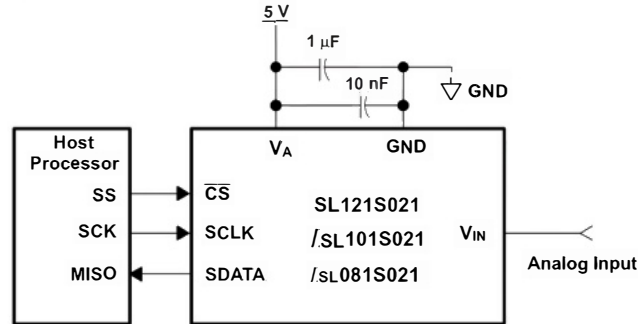 5 V
1 μF
10 nF
GND
Host
Processor
VA
GND
SS
CS
SL121S021
SCK
SCLK
/.SL101S021
VIN
MISO
SDATA
/.SL081S021
Analog Input